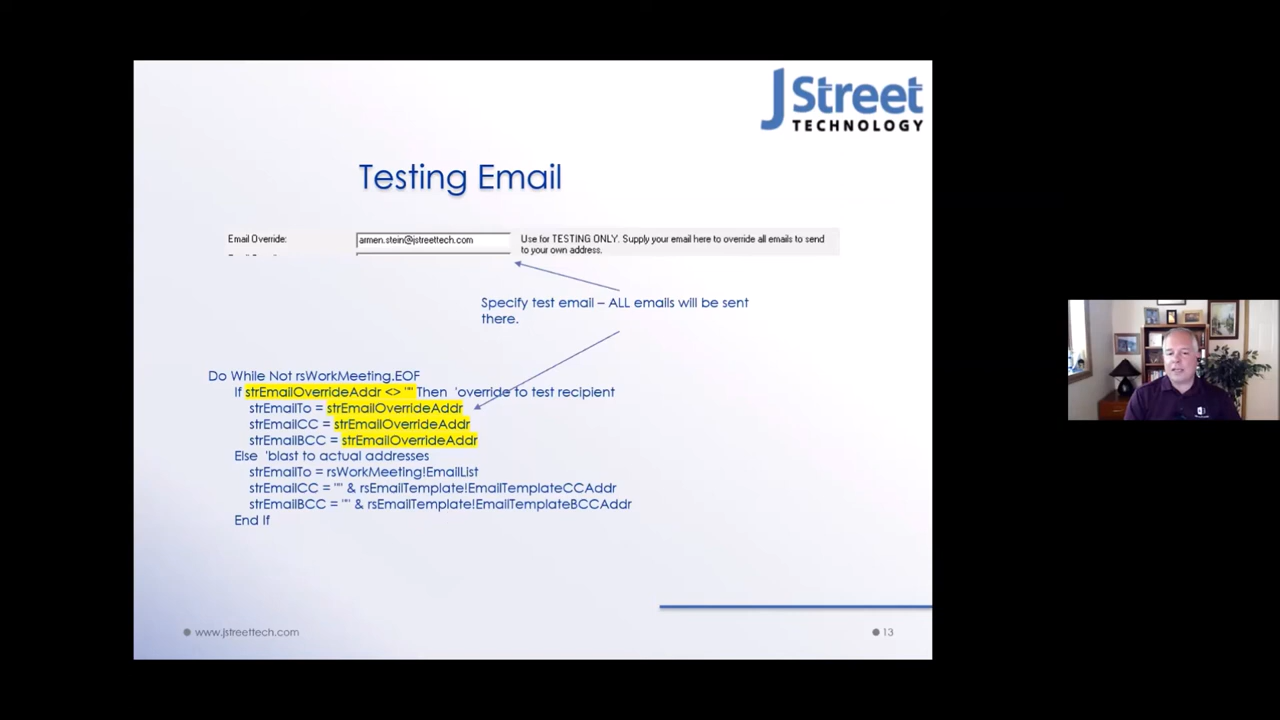 J Street
TECHNOLOGY
Testing Email
Email Override:
armen.stein@jstreettech.com
Use for TESTING ONLY. Supply your email here to override all emails to send
to your own address.
Specify test email – ALL emails will be sent
there.
Do While Not rsWorkMeeting.EOF
If strEmailOverrideAddr <> "" Then 'override to test recipient
strEmailTo = strEmailOverrideAddr
strEmailCC = strEmailOverrideAddr
strEmailBCC = strEmailOverrideAddr
Else 'blast to actual addresses
strEmailTo = rsWorkMeeting!EmailList
strEmailCC = "" & rsEmailTemplate!EmailTemplateCCAddr
strEmailBCC = "" & rsEmailTemplate!EmailTemplateBCCAddr
End If
www.jstreettech.com
13